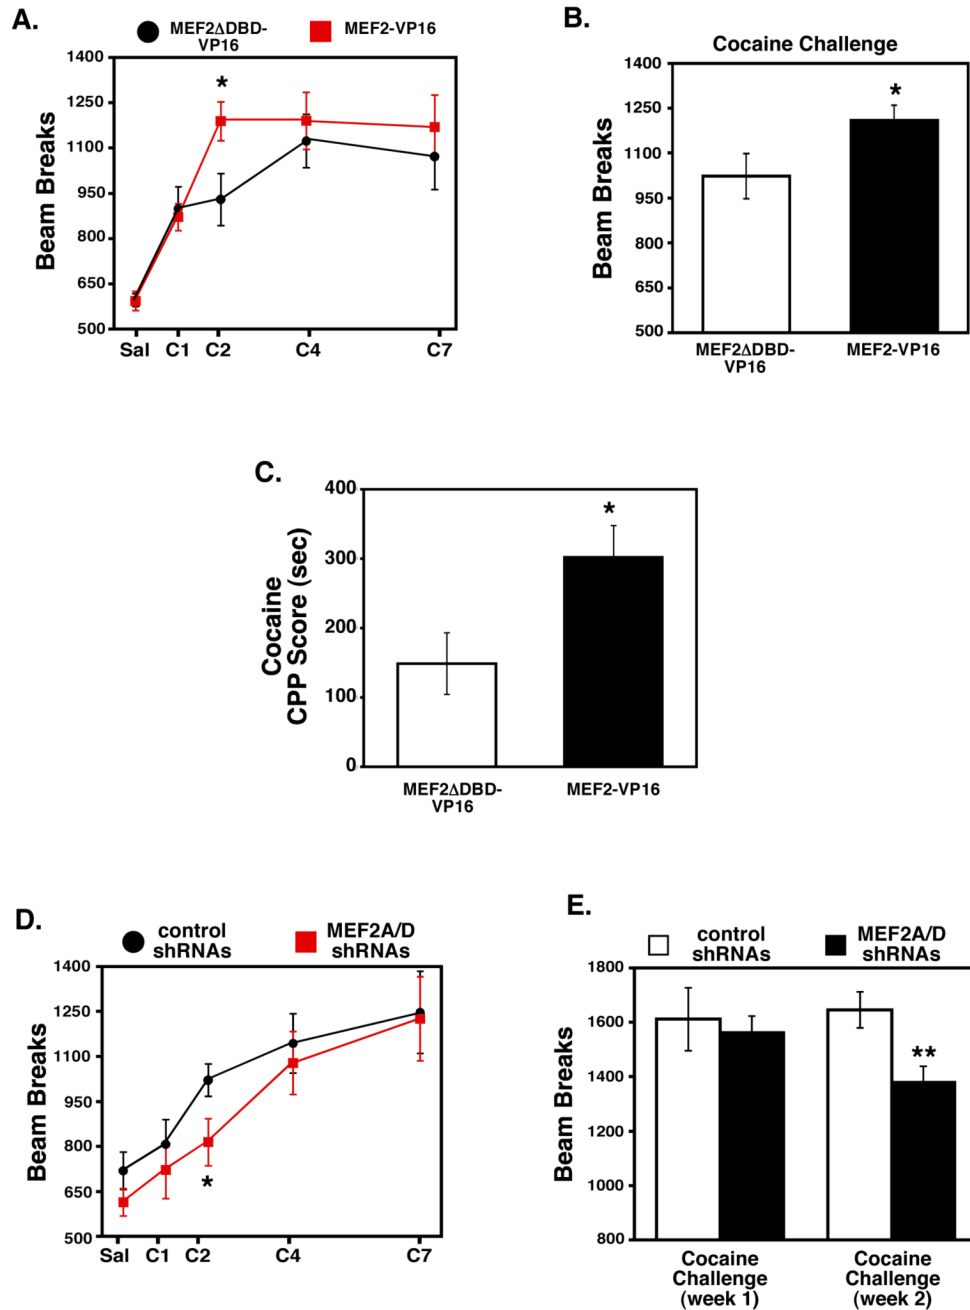 A.
MEF2ΔDBD-
VP16
MEF2-VP16
1400
1250
1100
950
800
650
500
Beam Breaks
*
Sal C1 C2 C4 C7
B.
Cocaine Challenge
1400
1250
1100
950
800
650
500
Beam Breaks
*
MEF2ΔDBD-
VP16
MEF2-VP16
C.
400
300
200
100
0
Cocaine
CPP Score (sec)
*
MEF2ΔDBD-
VP16
MEF2-VP16
D.
control
shRNAs
MEF2A/D
shRNAs
1400
1250
1100
950
800
650
500
Beam Breaks
*
Sal C1 C2 C4 C7
E.
control
shRNAs
MEF2A/D
shRNAs
1800
1600
1400
1200
1000
800
Beam Breaks
**
Cocaine
Challenge
(week 1)
Cocaine
Challenge
(week 2)